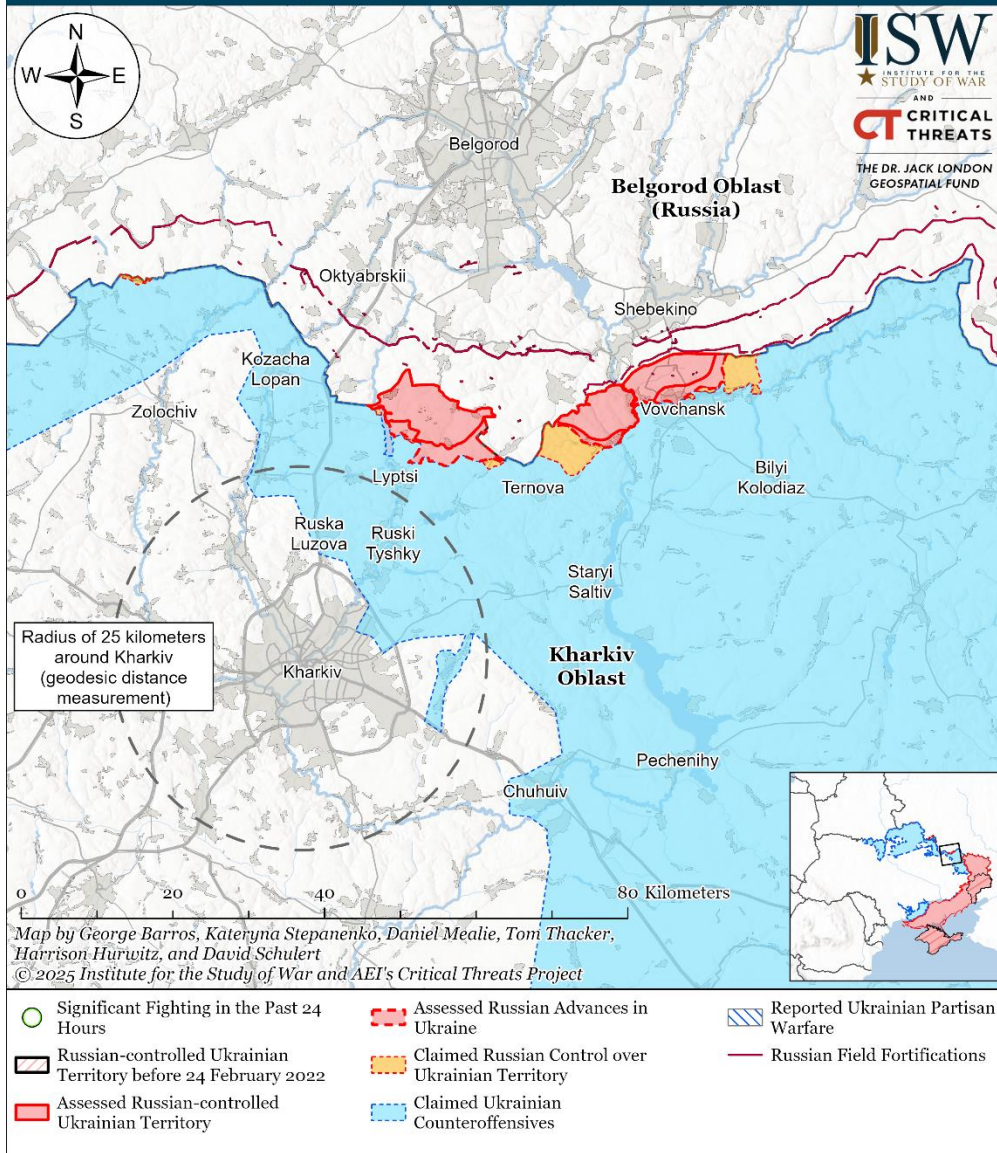 N
W E
S
ISW
INSTITUTE FOR THE
STUDY OF WAR
AND
CT CRITICAL
THREATS
THE DR. JACK LONDON
GEOSPATIAL FUND
Belgorod
Belgorod Oblast
(Russia)
Oktyabrskii
Shebekino
Kozacha
Lopan
Zolochiv
Vovchansk
Lyptsi
Ternova
Bilyi
Kolodiaz
Ruska
Luzova
Ruski
Tyshky
Staryi
Saltiv
Radius of 25 kilometers
around Kharkiv
(geodesic distance
measurement)
Kharkiv
Kharkiv
Oblast
Pechenihy
Chuhuiv
0 20 40 80 Kilometers
Map by George Barros, Kateryna Stepanenko, Daniel Mealie, Tom Thacker,
Harrison Hurwitz, and David Schulert
© 2025 Institute for the Study of War and AEI's Critical Threats Project
Significant Fighting in the Past 24
Hours
Russian-controlled Ukrainian
Territory before 24 February 2022
Assessed Russian-controlled
Ukrainian Territory
Assessed Russian Advances in
Ukraine
Claimed Russian Control over
Ukrainian Territory
Claimed Ukrainian
Counteroffensives
Reported Ukrainian Partisan
Warfare
Russian Field Fortifications